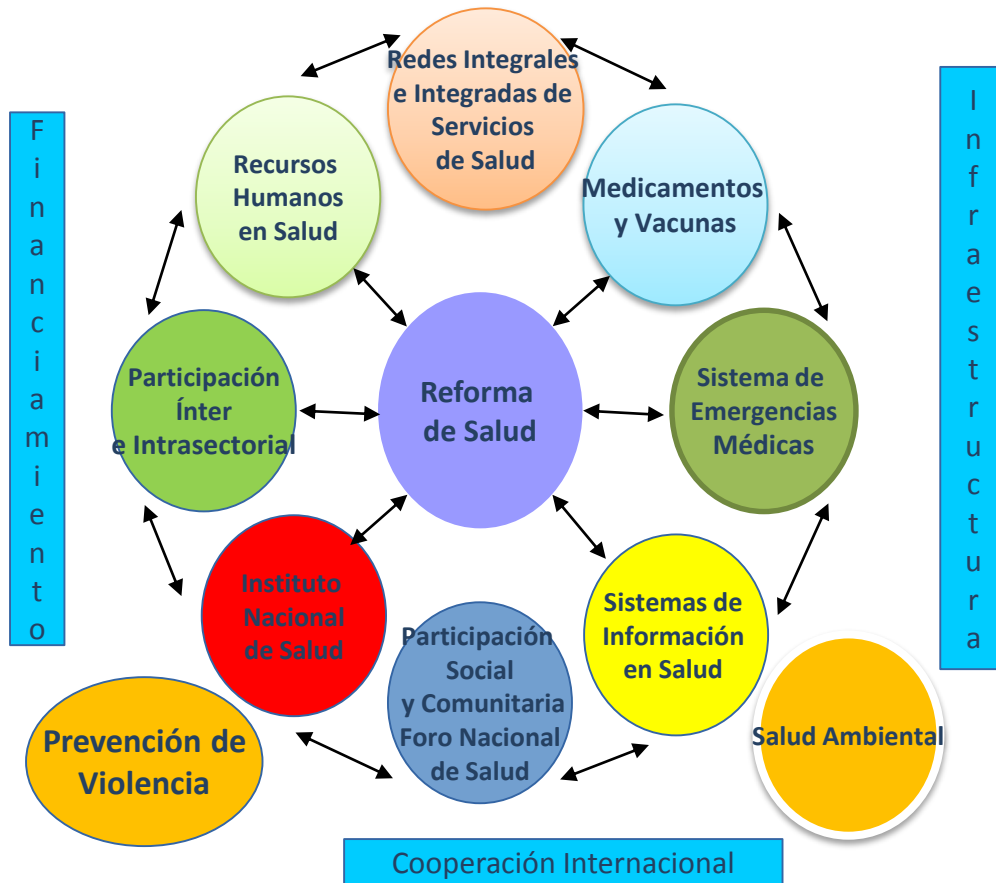 Redes Integrales
e Integradas de
Servicios
de Salud
Recursos
Humanos
en Salud
Medicamentos
y Vacunas
Financiamiento
Infraestructura
Participación
Ínter
e Intrasectorial
Reforma
de Salud
Sistema de
Emergencias
Médicas
Instituto
Nacional
de Salud
Participación
Social
y Comunitaria
Foro Nacional
de Salud
Sistemas de
Información
en Salud
Prevención de
Violencia
Salud Ambiental
Cooperación Internacional